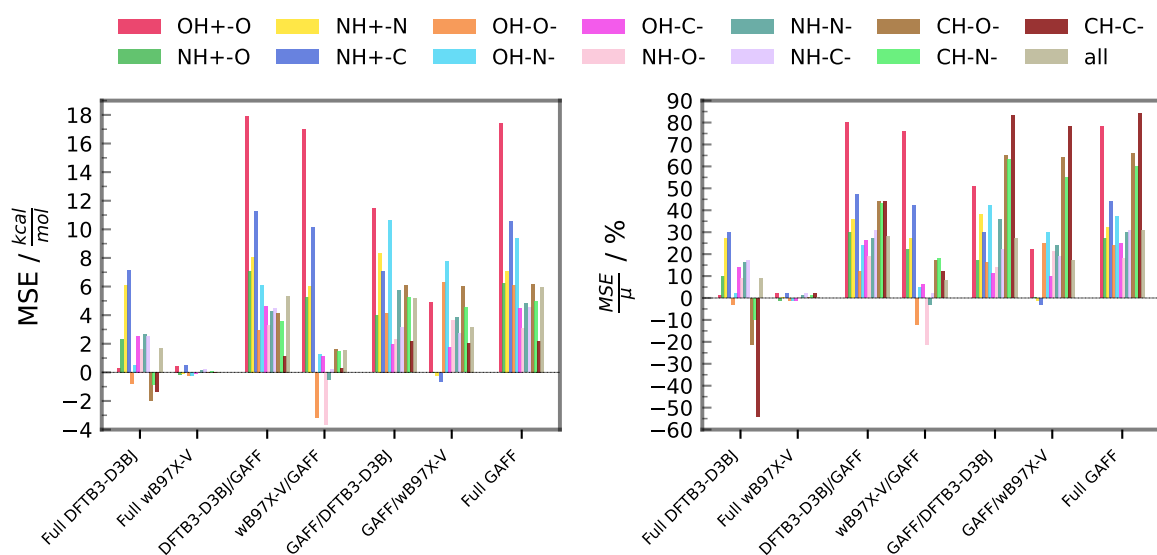 OH+-O NH+-N OH-O- OH-C- NH-N- CH-O- CH-C-
NH+-O NH+-C OH-N- NH-O- NH-C- CH-N- all
MSE / kcal/mol
18
16
14
12
10
8
6
4
2
0
−2
−4
Full DFTB3-D3BJ
Full wB97X-V
DFTB3-D3BJ/GAFF
wB97X-V/GAFF
GAFF/DFTB3-D3BJ
GAFF/wB97X-V
Full GAFF
MSE/μ / %
90
80
70
60
50
40
30
20
10
0
−10
−20
−30
−40
−50
−60
Full DFTB3-D3BJ
Full wB97X-V
DFTB3-D3BJ/GAFF
wB97X-V/GAFF
GAFF/DFTB3-D3BJ
GAFF/wB97X-V
Full GAFF